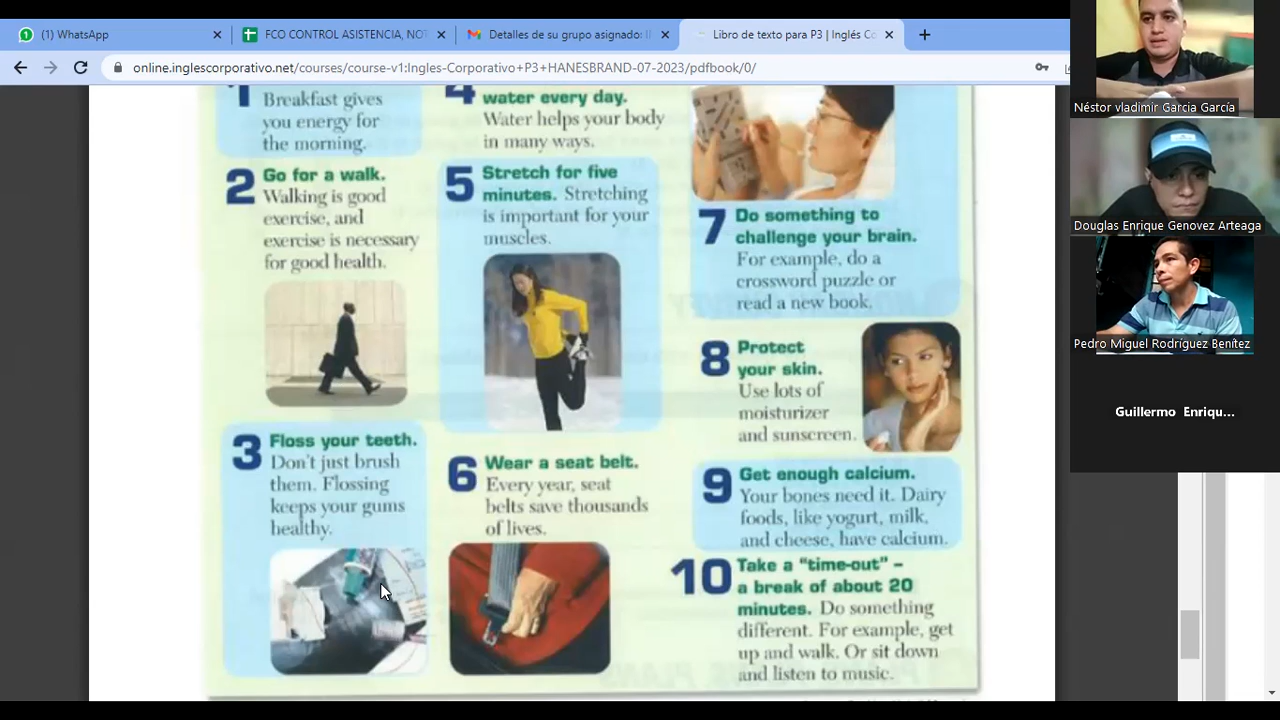 (1) WhatsApp
FCO CONTROL ASISTENCIA, NOT
Detalles de su grupo asignado: II
Libro de texto para P3 | Inglés Co
online.inglescorporativo.net/courses/course-v1:Ingles-Corporativo+P3+HANESBRAND-07-2023/pdfbook/0/
1
Breakfast gives
you energy for
the morning.
2 Go for a walk.
Walking is good
exercise, and
exercise is necessary
for good health.
3 Floss your teeth.
Don't just brush
them. Flossing
keeps your gums
healthy.
4
water every day.
Water helps your body
in many ways.
5 Stretch for five
minutes. Stretching
is important for your
muscles.
6 Wear a seat belt.
Every year, seat
belts save thousands
of lives.
7 Do something to
challenge your brain.
For example, do a
crossword puzzle or
read a new book.
8 Protect
your skin.
Use lots of
moisturizer
and sunscreen.
9 Get enough calcium.
Your bones need it. Dairy
foods, like yogurt, milk,
and cheese, have calcium.
10 Take a “time-out” –
a break of about 20
minutes. Do something
different. For example, get
up and walk. Or sit down
and listen to music.
Néstor vladimir Garcia García
Douglas Enrique Genovez Arteaga
Pedro Miguel Rodríguez Benítez
Guillermo Enriqu...